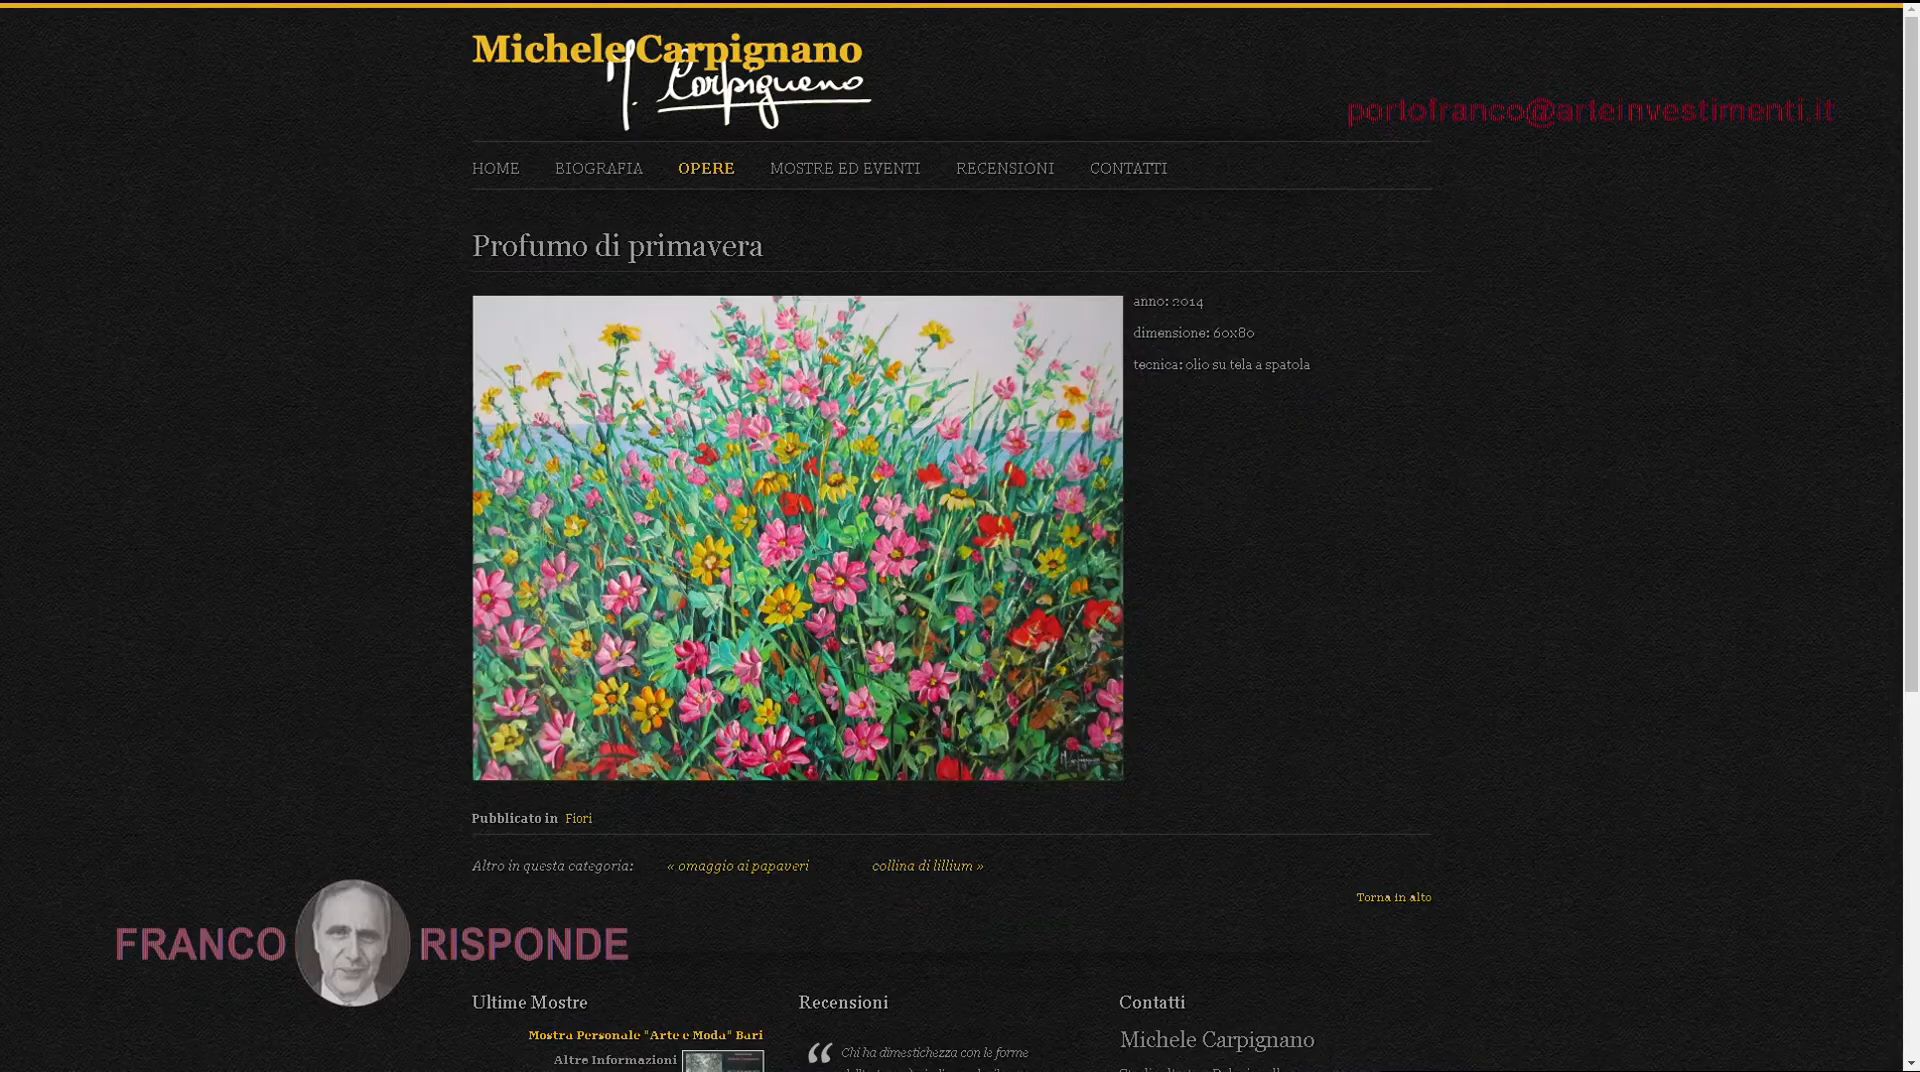 Michele Carpignano
M. Carpignano
portofranco@arteinvestimenti.it
HOME BIOGRAFIA OPERE MOSTRE ED EVENTI RECENSIONI CONTATTI
Profumo di primavera
anno: 2014
dimensione: 60x80
tecnica: olio su tela a spatola
Pubblicato in Fiori
Altro in questa categoria: « omaggio ai papaveri collina di lillium »
Torna in alto
FRANCO RISPONDE
Ultime Mostre
Mostra Personale "Arte e Moda" Bari
Altre Informazioni
Recensioni
Chi ha dimestichezza con le forme
Contatti
Michele Carpignano